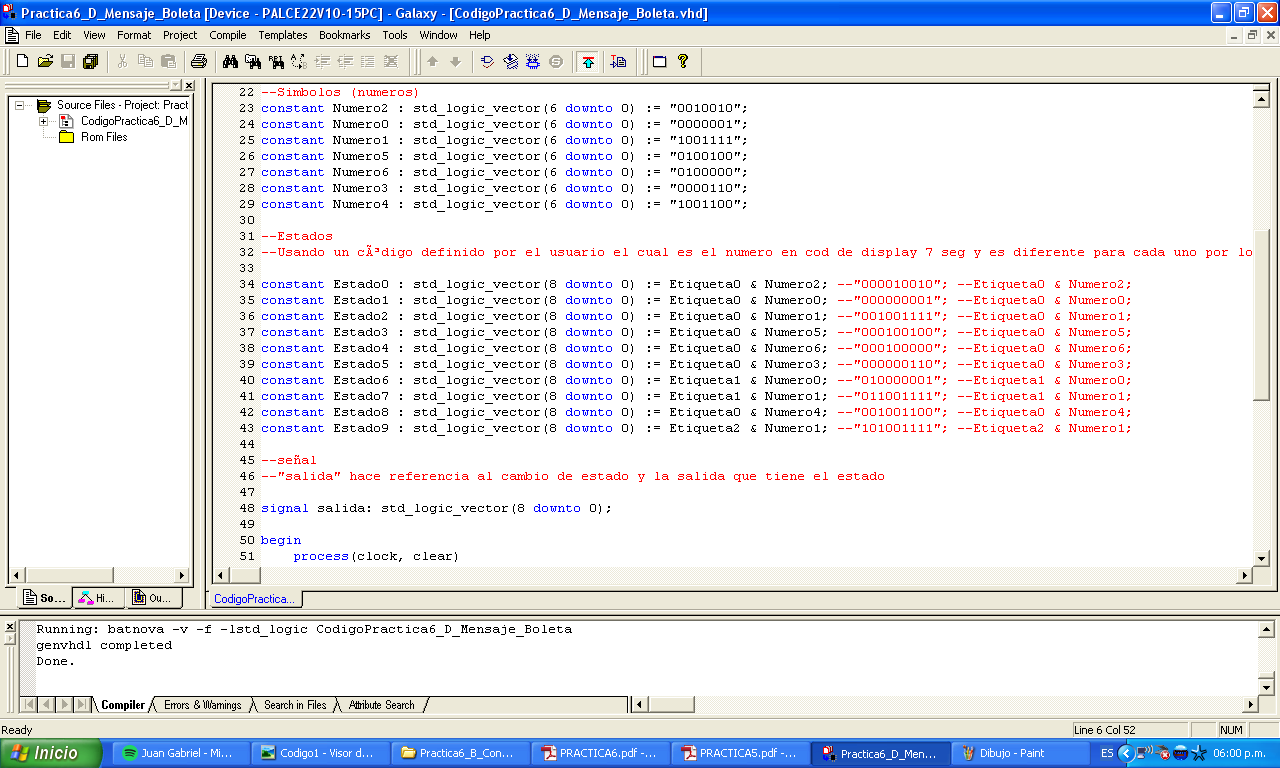 Practica6_D_Mensaje_Boleta [Device - PALCE22V10-15PC] - Galaxy - [CodigoPractica6_D_Mensaje_Boleta.vhd]
File Edit View Format Project Compile Templates Bookmarks Tools Window Help
Source Files - Project: Pract
CodigoPractica6_D_M
Rom Files
22 --Simbolos (numeros)
23 constant Numero2 : std_logic_vector(6 downto 0) := "0010010";
24 constant Numero0 : std_logic_vector(6 downto 0) := "0000001";
25 constant Numero1 : std_logic_vector(6 downto 0) := "1001111";
26 constant Numero5 : std_logic_vector(6 downto 0) := "0100100";
27 constant Numero6 : std_logic_vector(6 downto 0) := "0100000";
28 constant Numero3 : std_logic_vector(6 downto 0) := "0000110";
29 constant Numero4 : std_logic_vector(6 downto 0) := "1001100";
30
31 --Estados
32 --Usando un cÃ³digo definido por el usuario el cual es el numero en cod de display 7 seg y es diferente para cada uno por lo
33
34 constant Estado0 : std_logic_vector(8 downto 0) := Etiqueta0 & Numero2; --"000010010"; --Etiqueta0 & Numero2;
35 constant Estado1 : std_logic_vector(8 downto 0) := Etiqueta0 & Numero0; --"000000001"; --Etiqueta0 & Numero0;
36 constant Estado2 : std_logic_vector(8 downto 0) := Etiqueta0 & Numero1; --"001001111"; --Etiqueta0 & Numero1;
37 constant Estado3 : std_logic_vector(8 downto 0) := Etiqueta0 & Numero5; --"000100100"; --Etiqueta0 & Numero5;
38 constant Estado4 : std_logic_vector(8 downto 0) := Etiqueta0 & Numero6; --"000100000"; --Etiqueta0 & Numero6;
39 constant Estado5 : std_logic_vector(8 downto 0) := Etiqueta0 & Numero3; --"000000110"; --Etiqueta0 & Numero3;
40 constant Estado6 : std_logic_vector(8 downto 0) := Etiqueta1 & Numero0; --"010000001"; --Etiqueta1 & Numero0;
41 constant Estado7 : std_logic_vector(8 downto 0) := Etiqueta1 & Numero1; --"011001111"; --Etiqueta1 & Numero1;
42 constant Estado8 : std_logic_vector(8 downto 0) := Etiqueta0 & Numero4; --"001001100"; --Etiqueta0 & Numero4;
43 constant Estado9 : std_logic_vector(8 downto 0) := Etiqueta2 & Numero1; --"101001111"; --Etiqueta2 & Numero1;
44
45 --señal
46 --"salida" hace referencia al cambio de estado y la salida que tiene el estado
47
48 signal salida: std_logic_vector(8 downto 0);
49
50 begin
51 process(clock, clear)
So... Hi... Ou...
CodigoPractica...
Running: batnova -v -f -lstd_logic CodigoPractica6_D_Mensaje_Boleta
genvhdl completed
Done.
Compiler Errors & Warnings Search in Files Attribute Search
Ready Line 6 Col 52 NUM
Inicio Juan Gabriel - Mi... Codigo1 - Visor d... Practica6_B_Con... PRACTICA6.pdf -... PRACTICA5.pdf -... Practica6_D_Men... Dibujo - Paint ES 06:00 p.m.